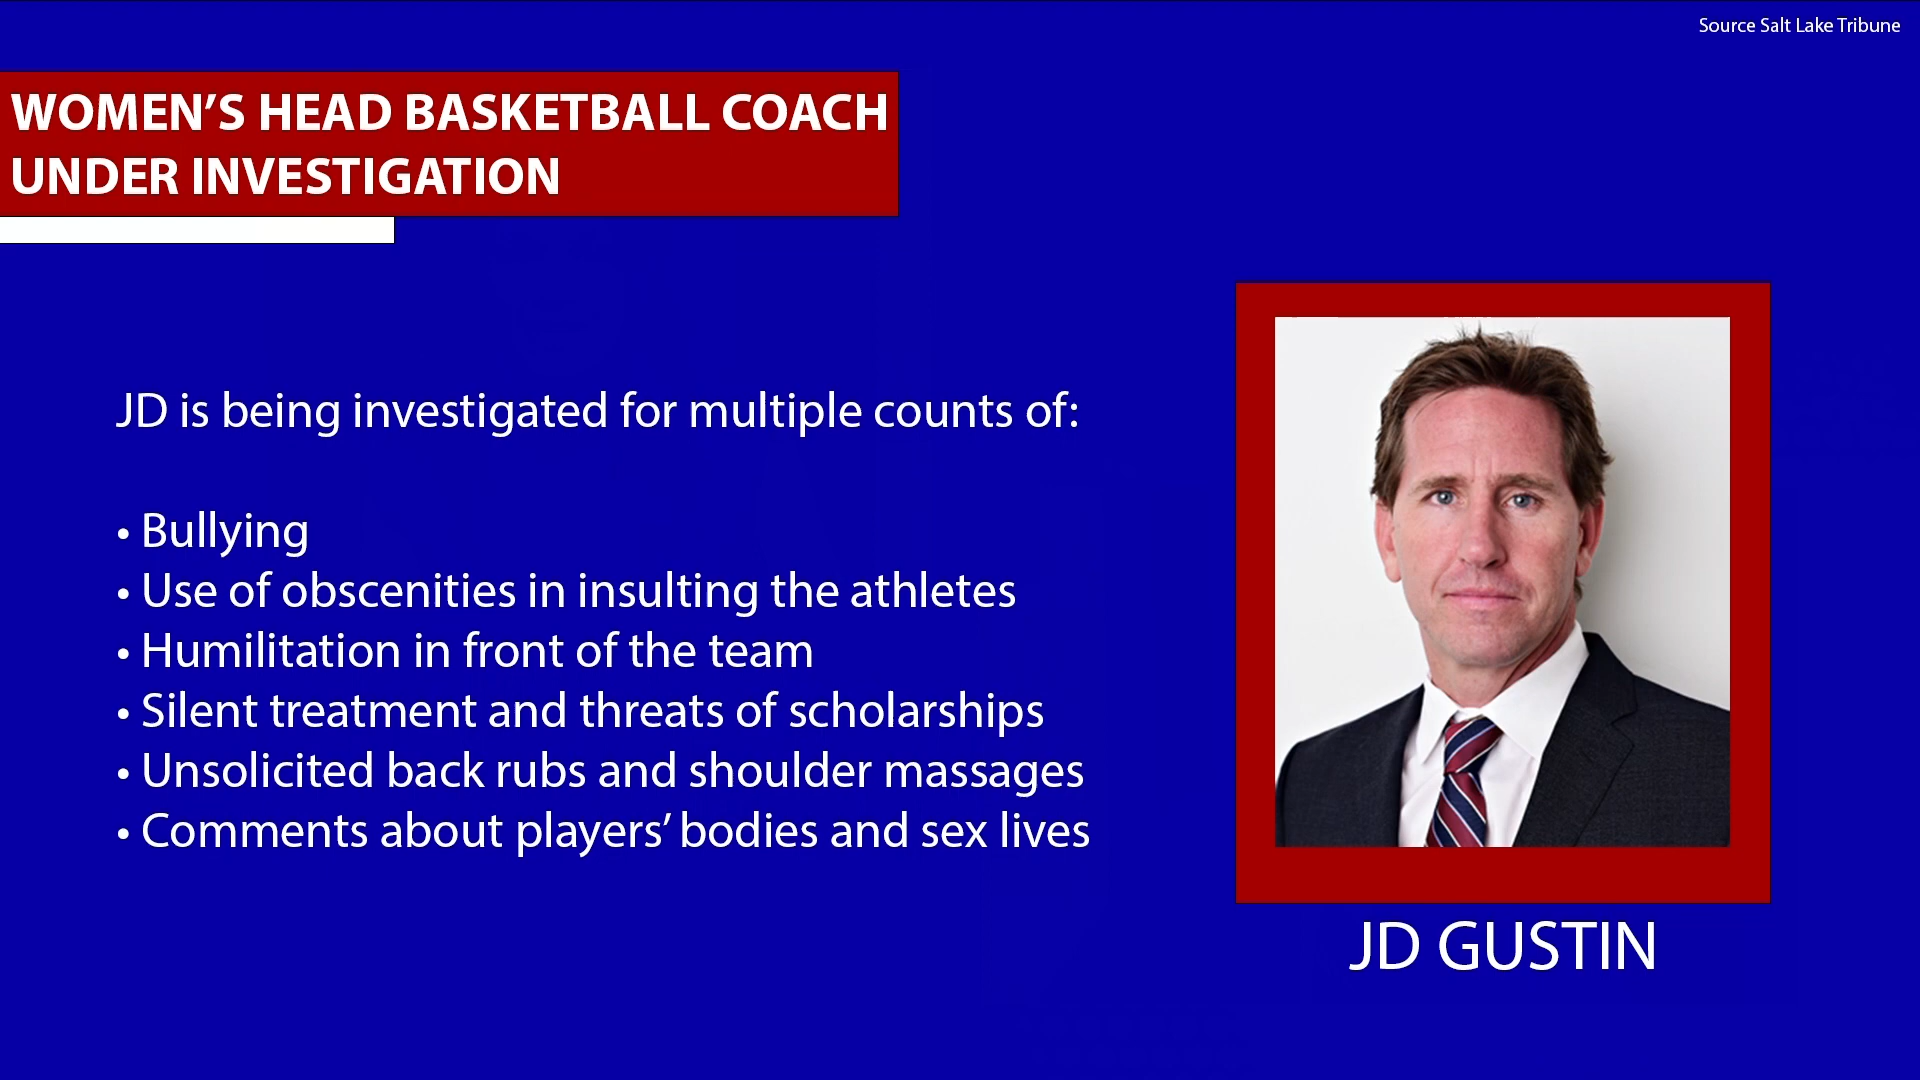 Source Salt Lake Tribune
WOMEN’S HEAD BASKETBALL COACH
UNDER INVESTIGATION
JD is being investigated for multiple counts of:
• Bullying
• Use of obscenities in insulting the athletes
• Humilitation in front of the team
• Silent treatment and threats of scholarships
• Unsolicited back rubs and shoulder massages
• Comments about players’ bodies and sex lives
JD GUSTIN